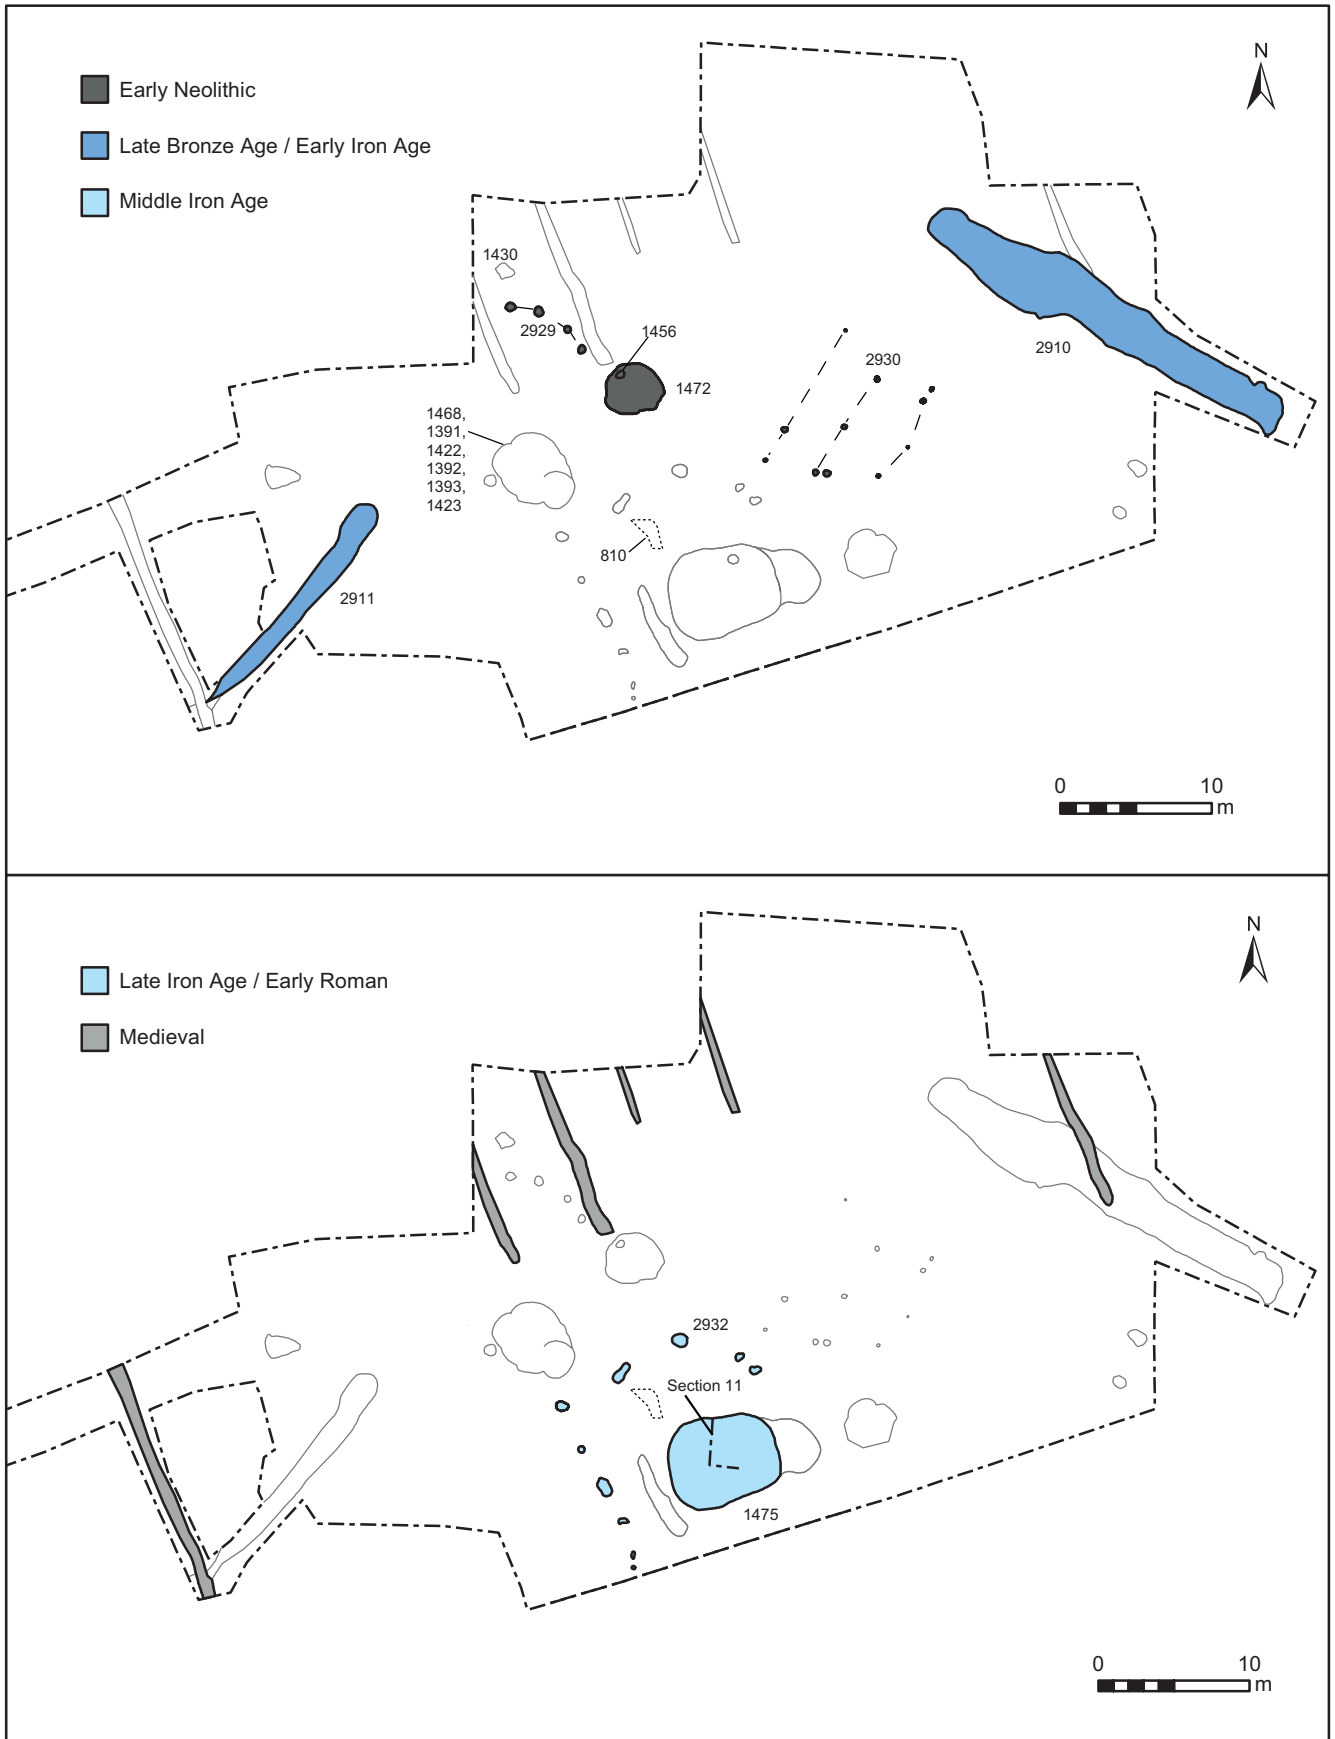 N
Early Neolithic
Late Bronze Age / Early Iron Age
Middle Iron Age
1430
2929
1456
1472
2930
2910
1468,
1391,
1422,
1392,
1393,
1423
810
2911
0 10
m
N
Late Iron Age / Early Roman
Medieval
2932
Section 11
1475
0 10
m